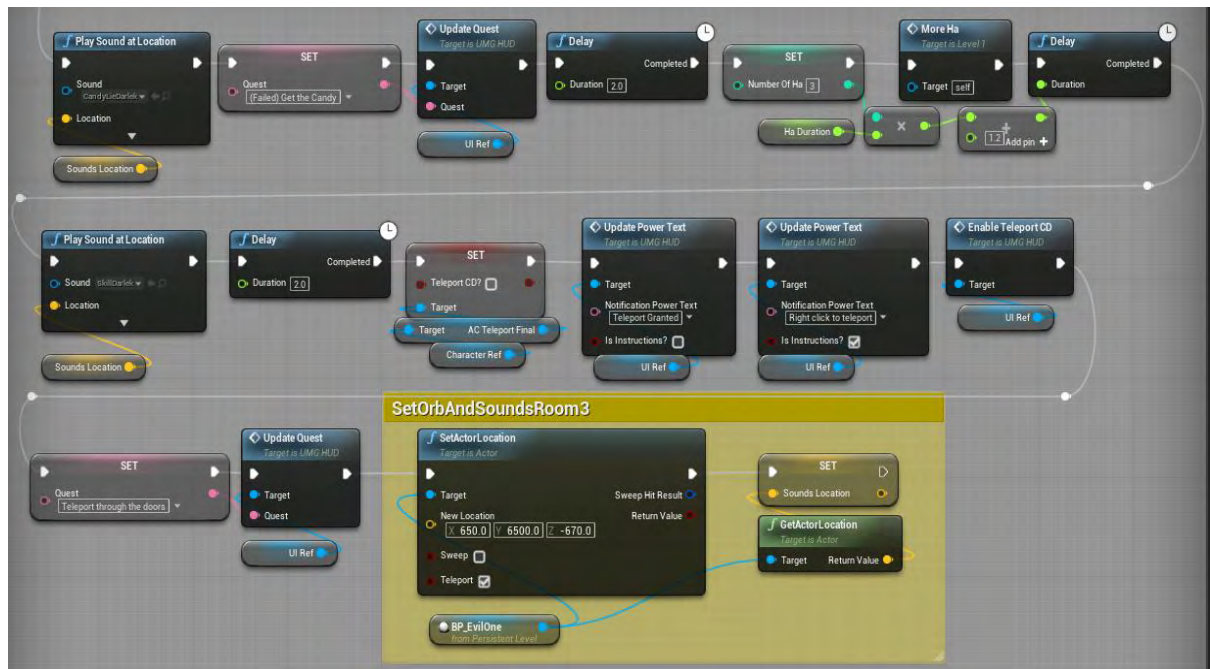 Play Sound at Location
Sound
CandyLieDarlek
Location
Sounds Location
SET
Quest
(Failed) Get the Candy
Update Quest
Target is UMG HUD
Target
Quest
UI Ref
Delay
Completed
Duration 2.0
SET
Number Of Ha 3
Ha Duration
More Ha
Target is Level 1
Target self
×
+
1.2 Add pin +
Delay
Completed
Duration
Play Sound at Location
Sound SkillDarlek
Location
Sounds Location
Delay
Completed
Duration 2.0
SET
Teleport CD?
Target
Target AC Teleport Final
Character Ref
Update Power Text
Target is UMG HUD
Target
Notification Power Text
Teleport Granted
Is Instructions?
UI Ref
Update Power Text
Target is UMG HUD
Target
Notification Power Text
Right click to teleport
Is Instructions?
UI Ref
Enable Teleport CD
Target is UMG HUD
Target
UI Ref
SET
Quest
Teleport through the doors
Update Quest
Target is UMG HUD
Target
Quest
UI Ref
SetOrbAndSoundsRoom3
SetActorLocation
Target is Actor
Target
Sweep Hit Result
New Location
Return Value
X 650.0 Y 6500.0 Z -670.0
Sweep
Teleport
BP_EvilOne
from Persistent Level
SET
Sounds Location
GetActorLocation
Target is Actor
Target Return Value